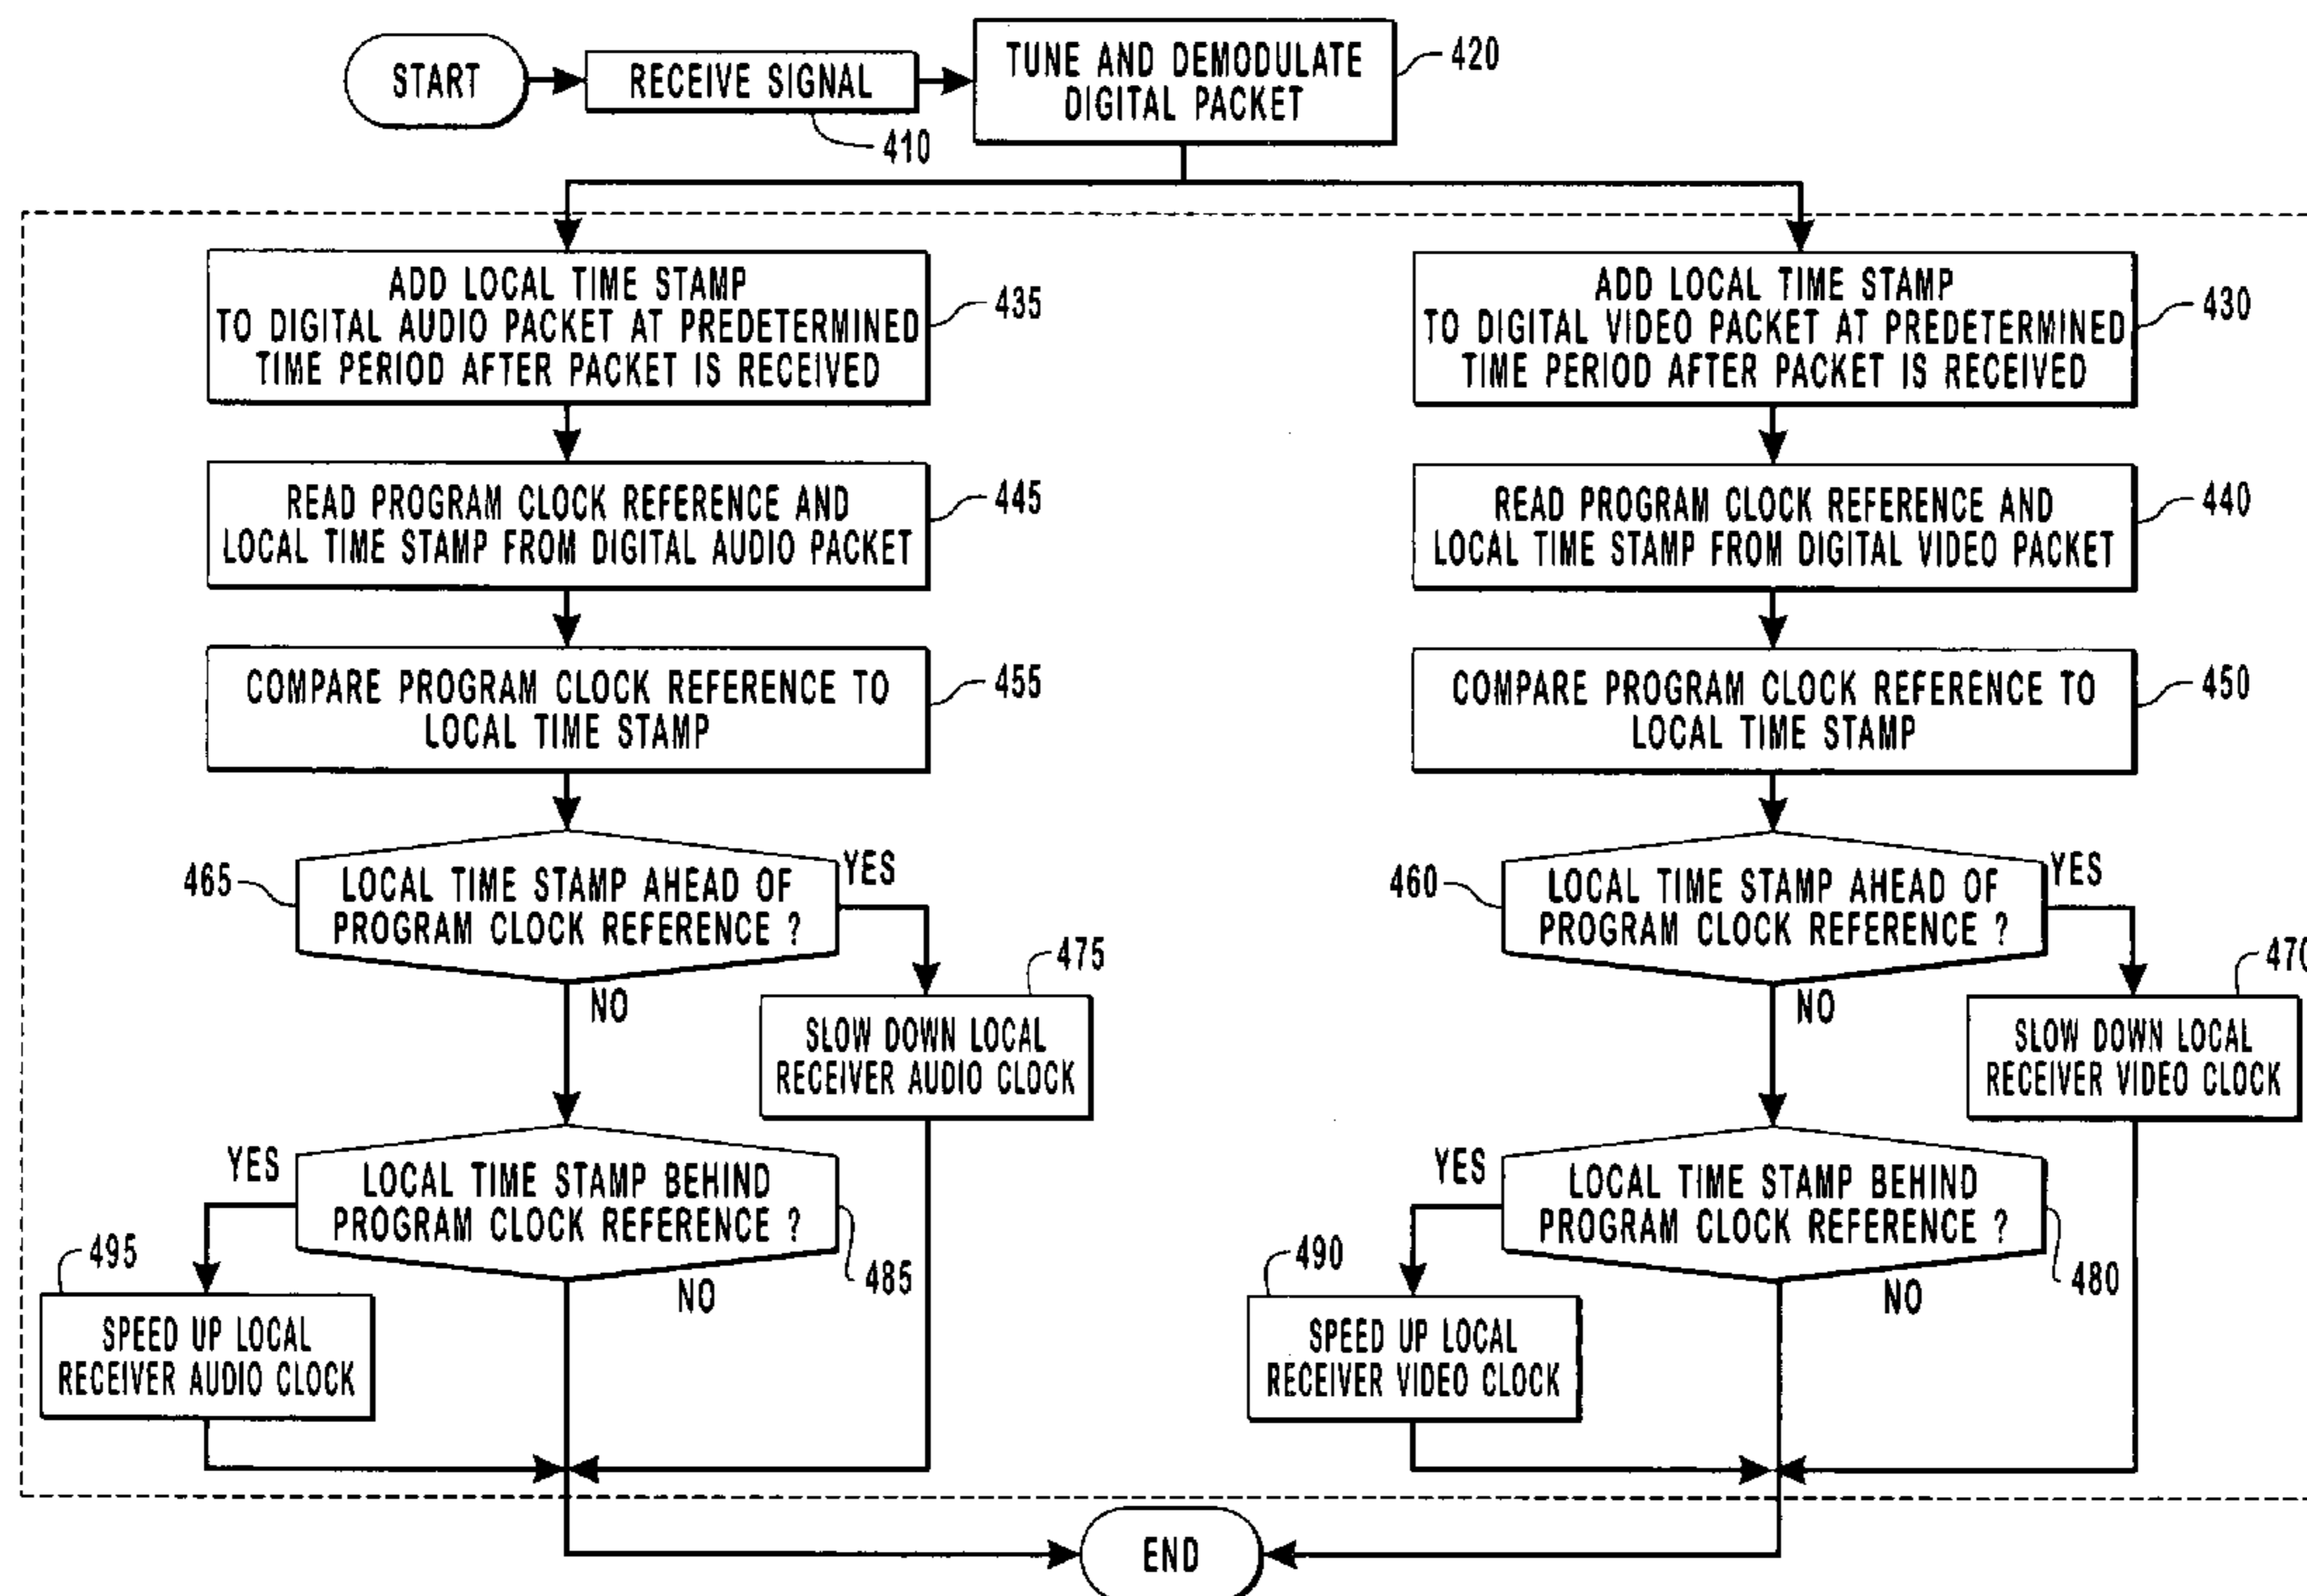 START
RECEIVE SIGNAL
410
TUNE AND DEMODULATE
DIGITAL PACKET
420
ADD LOCAL TIME STAMP
TO DIGITAL AUDIO PACKET AT PREDETERMINED
TIME PERIOD AFTER PACKET IS RECEIVED
435
READ PROGRAM CLOCK REFERENCE AND
LOCAL TIME STAMP FROM DIGITAL AUDIO PACKET
445
COMPARE PROGRAM CLOCK REFERENCE TO
LOCAL TIME STAMP
455
465
LOCAL TIME STAMP AHEAD OF
PROGRAM CLOCK REFERENCE ?
YES
NO
475
SLOW DOWN LOCAL
RECEIVER AUDIO CLOCK
YES
LOCAL TIME STAMP BEHIND
PROGRAM CLOCK REFERENCE ?
485
NO
495
SPEED UP LOCAL
RECEIVER AUDIO CLOCK
ADD LOCAL TIME STAMP
TO DIGITAL VIDEO PACKET AT PREDETERMINED
TIME PERIOD AFTER PACKET IS RECEIVED
430
READ PROGRAM CLOCK REFERENCE AND
LOCAL TIME STAMP FROM DIGITAL VIDEO PACKET
440
COMPARE PROGRAM CLOCK REFERENCE TO
LOCAL TIME STAMP
450
460
LOCAL TIME STAMP AHEAD OF
PROGRAM CLOCK REFERENCE ?
YES
NO
470
SLOW DOWN LOCAL
RECEIVER VIDEO CLOCK
YES
LOCAL TIME STAMP BEHIND
PROGRAM CLOCK REFERENCE ?
480
NO
490
SPEED UP LOCAL
RECEIVER VIDEO CLOCK
END